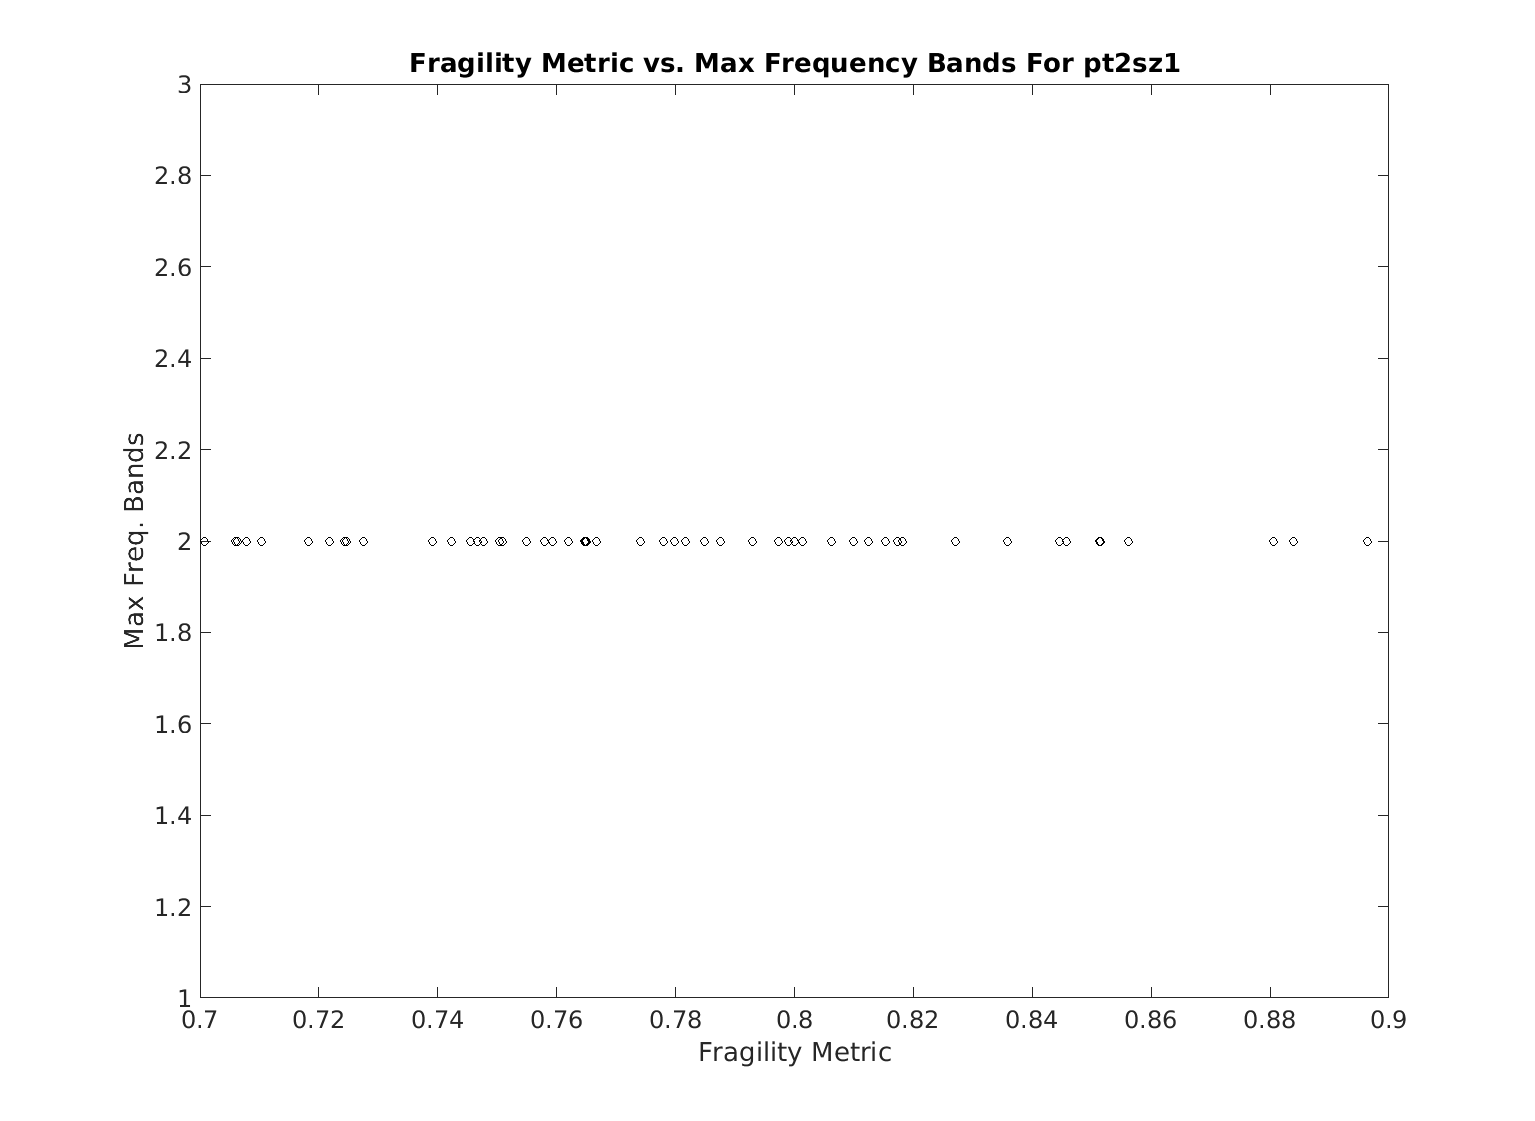 Fragility Metric vs. Max Frequency Bands For pt2sz1
3
2.8
2.6
2.4
2.2
2
1.8
1.6
1.4
1.2
1
Max Freq. Bands
0.7 0.72 0.74 0.76 0.78 0.8 0.82 0.84 0.86 0.88 0.9
Fragility Metric